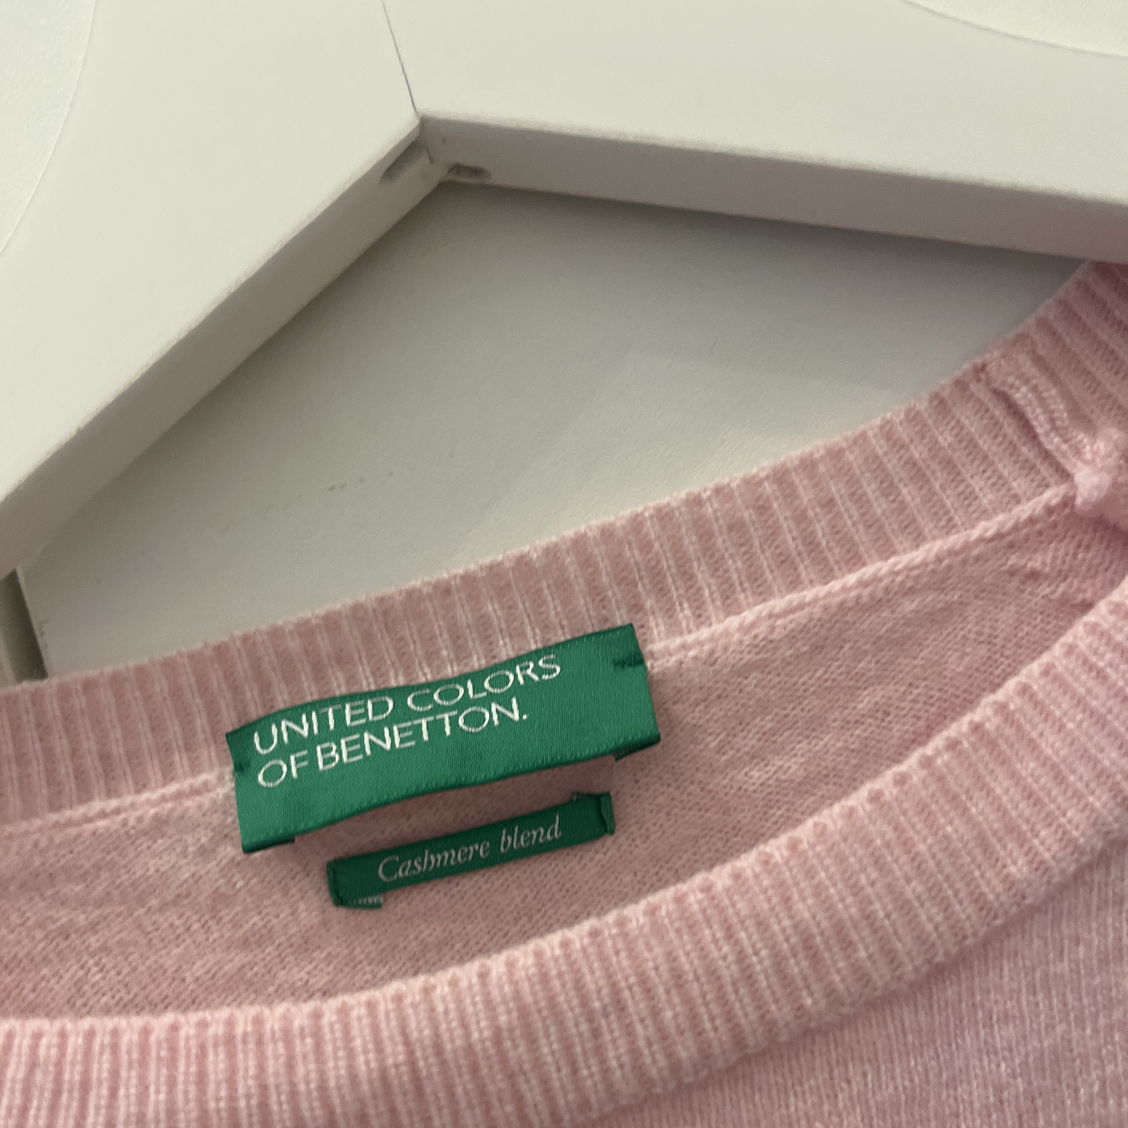 UNITED COLORS
OF BENETTON.
Cashmere blend